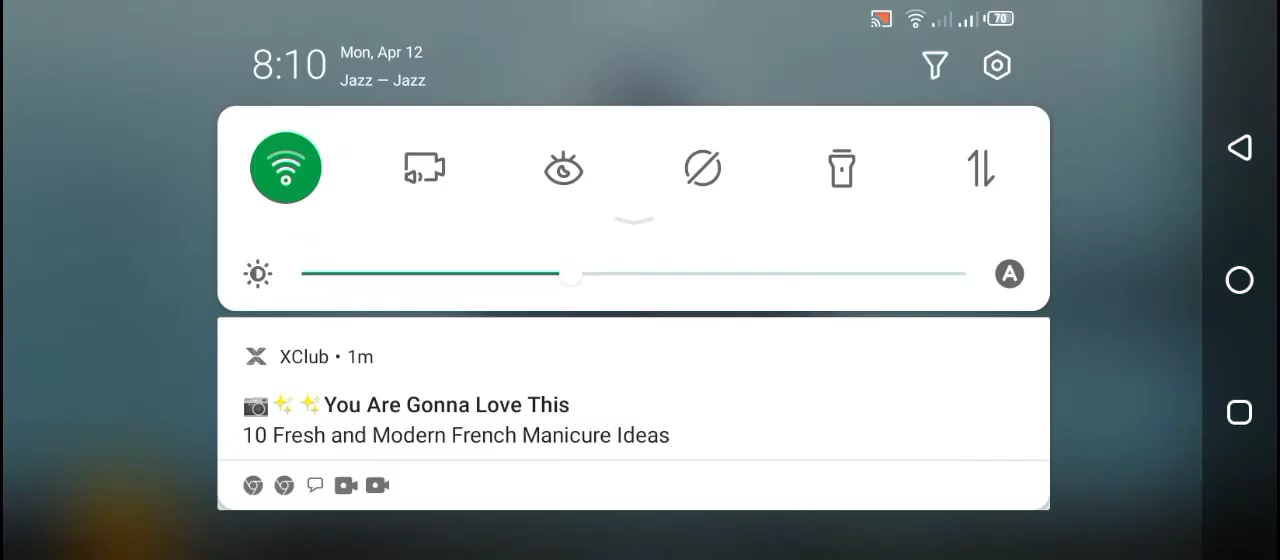 70
8:10
Mon, Apr 12
Jazz — Jazz
A
XClub • 1m
📷✨✨You Are Gonna Love This
10 Fresh and Modern French Manicure Ideas